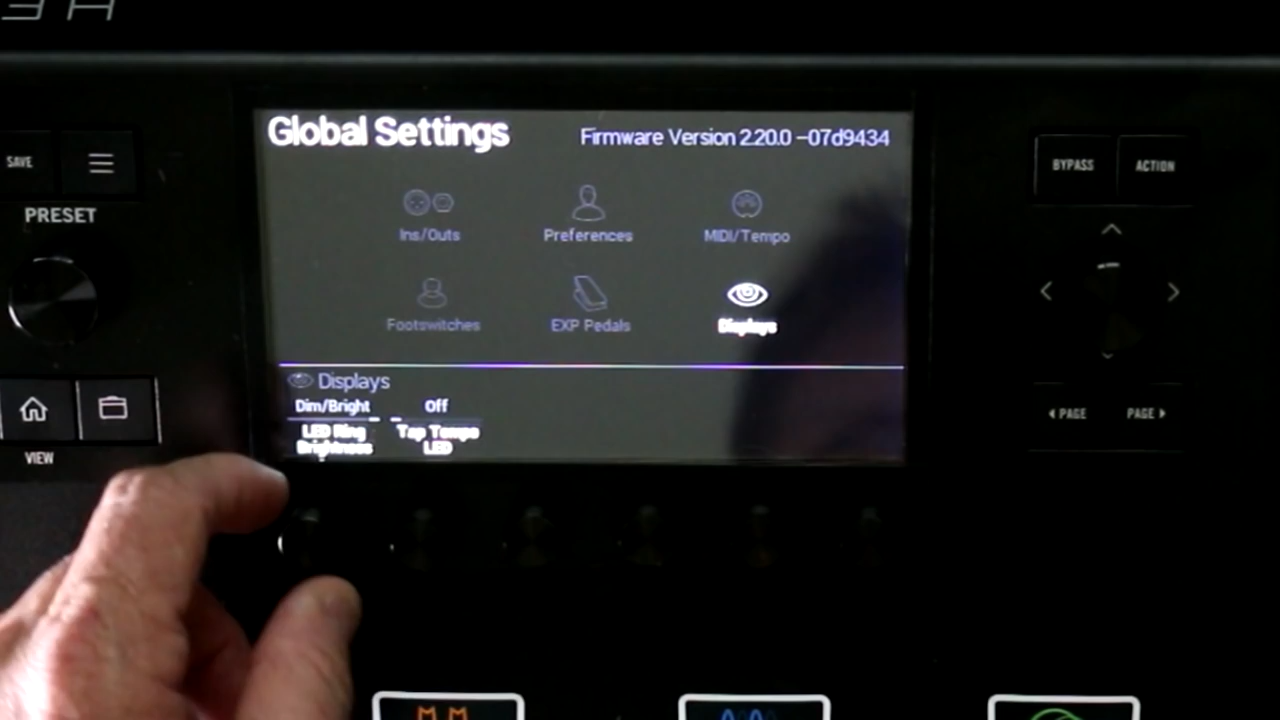 Global Settings
Firmware Version 2.20.0 –07d9434
Ins/Outs
Preferences
MIDI/Tempo
Footswitches
EXP Pedals
Displays
Displays
Dim/Bright
Off
LED Ring
Brightness
Tap Tempo
LED
SAVE
PRESET
VIEW
BYPASS
ACTION
PAGE
PAGE